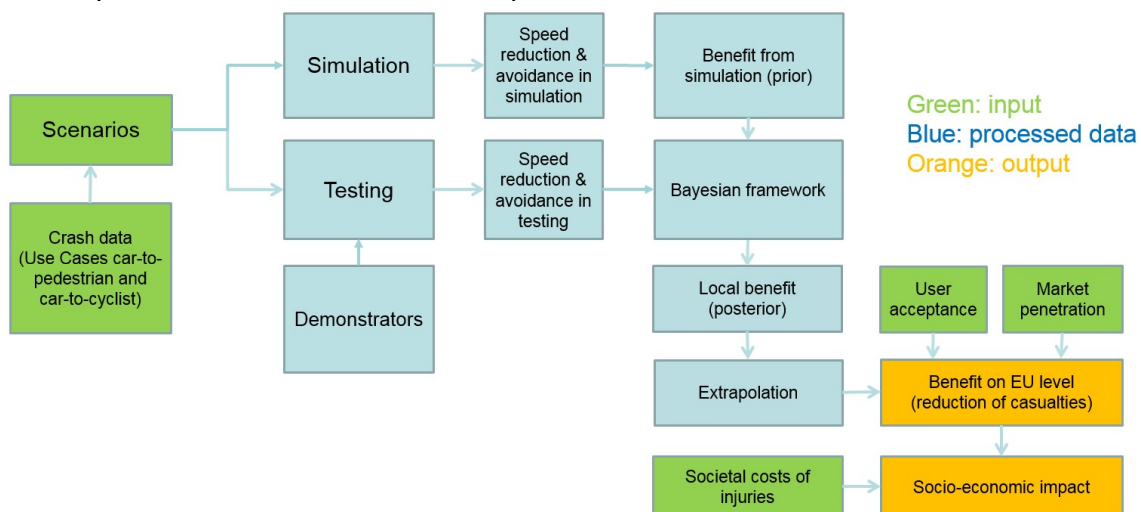 Simulation
Speed
reduction &
avoidance in
simulation
Benefit from
simulation (prior)
Green: input
Blue: processed data
Orange: output
Scenarios
Testing
Speed
reduction &
avoidance in
testing
Bayesian framework
Crash data
(Use Cases car-to-
pedestrian and
car-to-cyclist)
Demonstrators
Local benefit
(posterior)
User
acceptance
Market
penetration
Extrapolation
Benefit on EU level
(reduction of casualties)
Societal costs of
injuries
Socio-economic impact